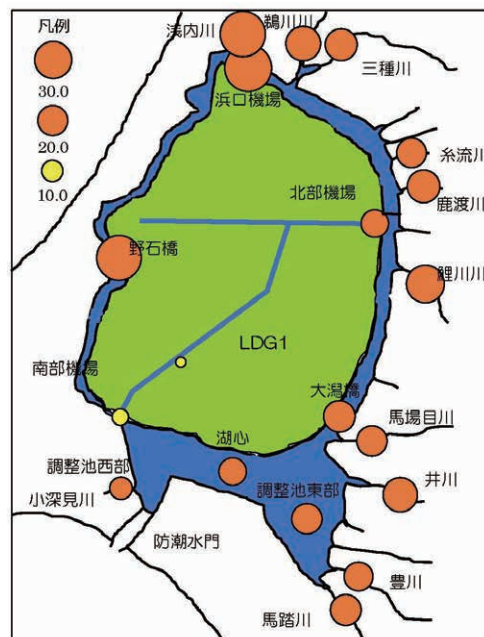 凡例
30.0
20.0
10.0
浅内川
鵜川川
三種川
浜口機場
糸流川
北部機場
鹿渡川
野石橋
鯉川川
LDG1
南部機場
大潟橋
馬場目川
湖心
調整池西部
井川
調整池東部
小深見川
防潮水門
豊川
馬踏川